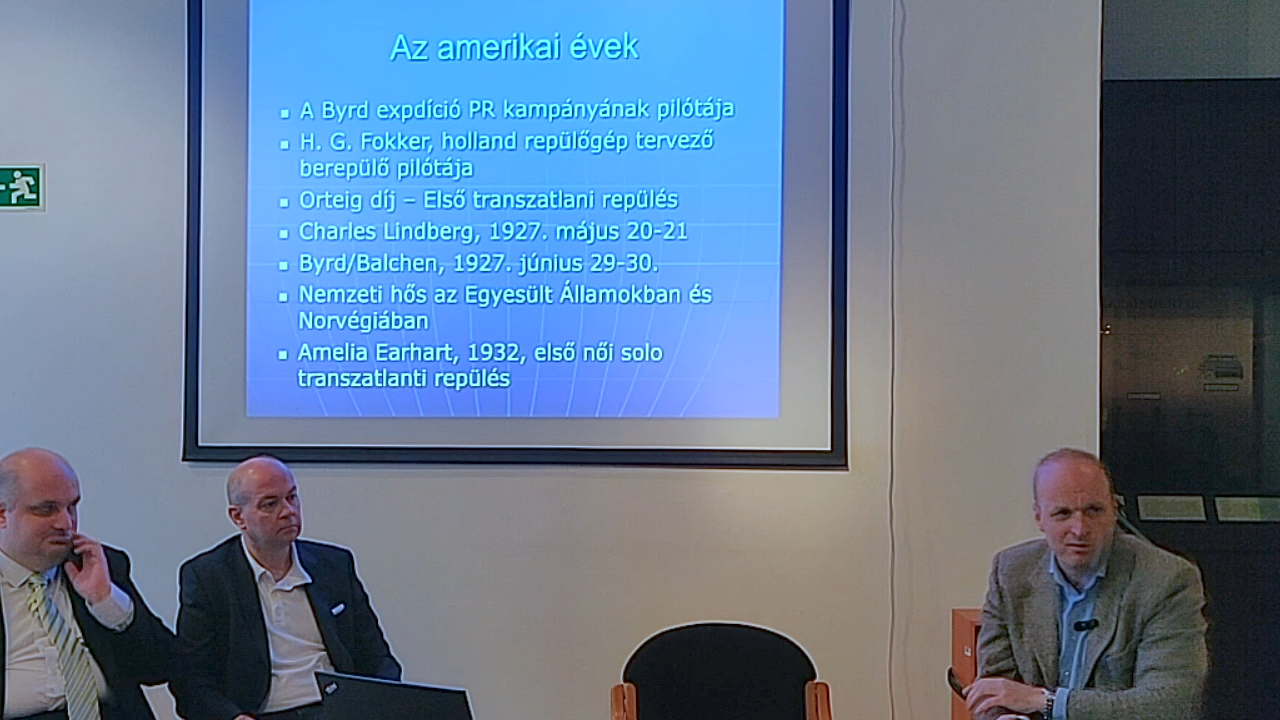 Az amerikai évek
A Byrd expdíció PR kampányának pilótája
H. G. Fokker, holland repülőgép tervező
berepülő pilótája
Orteig díj – Első transzatlani repülés
Charles Lindberg, 1927. május 20-21
Byrd/Balchen, 1927. június 29-30.
Nemzeti hős az Egyesült Államokban és
Norvégiában
Amelia Earhart, 1932, első női solo
transzatlanti repülés